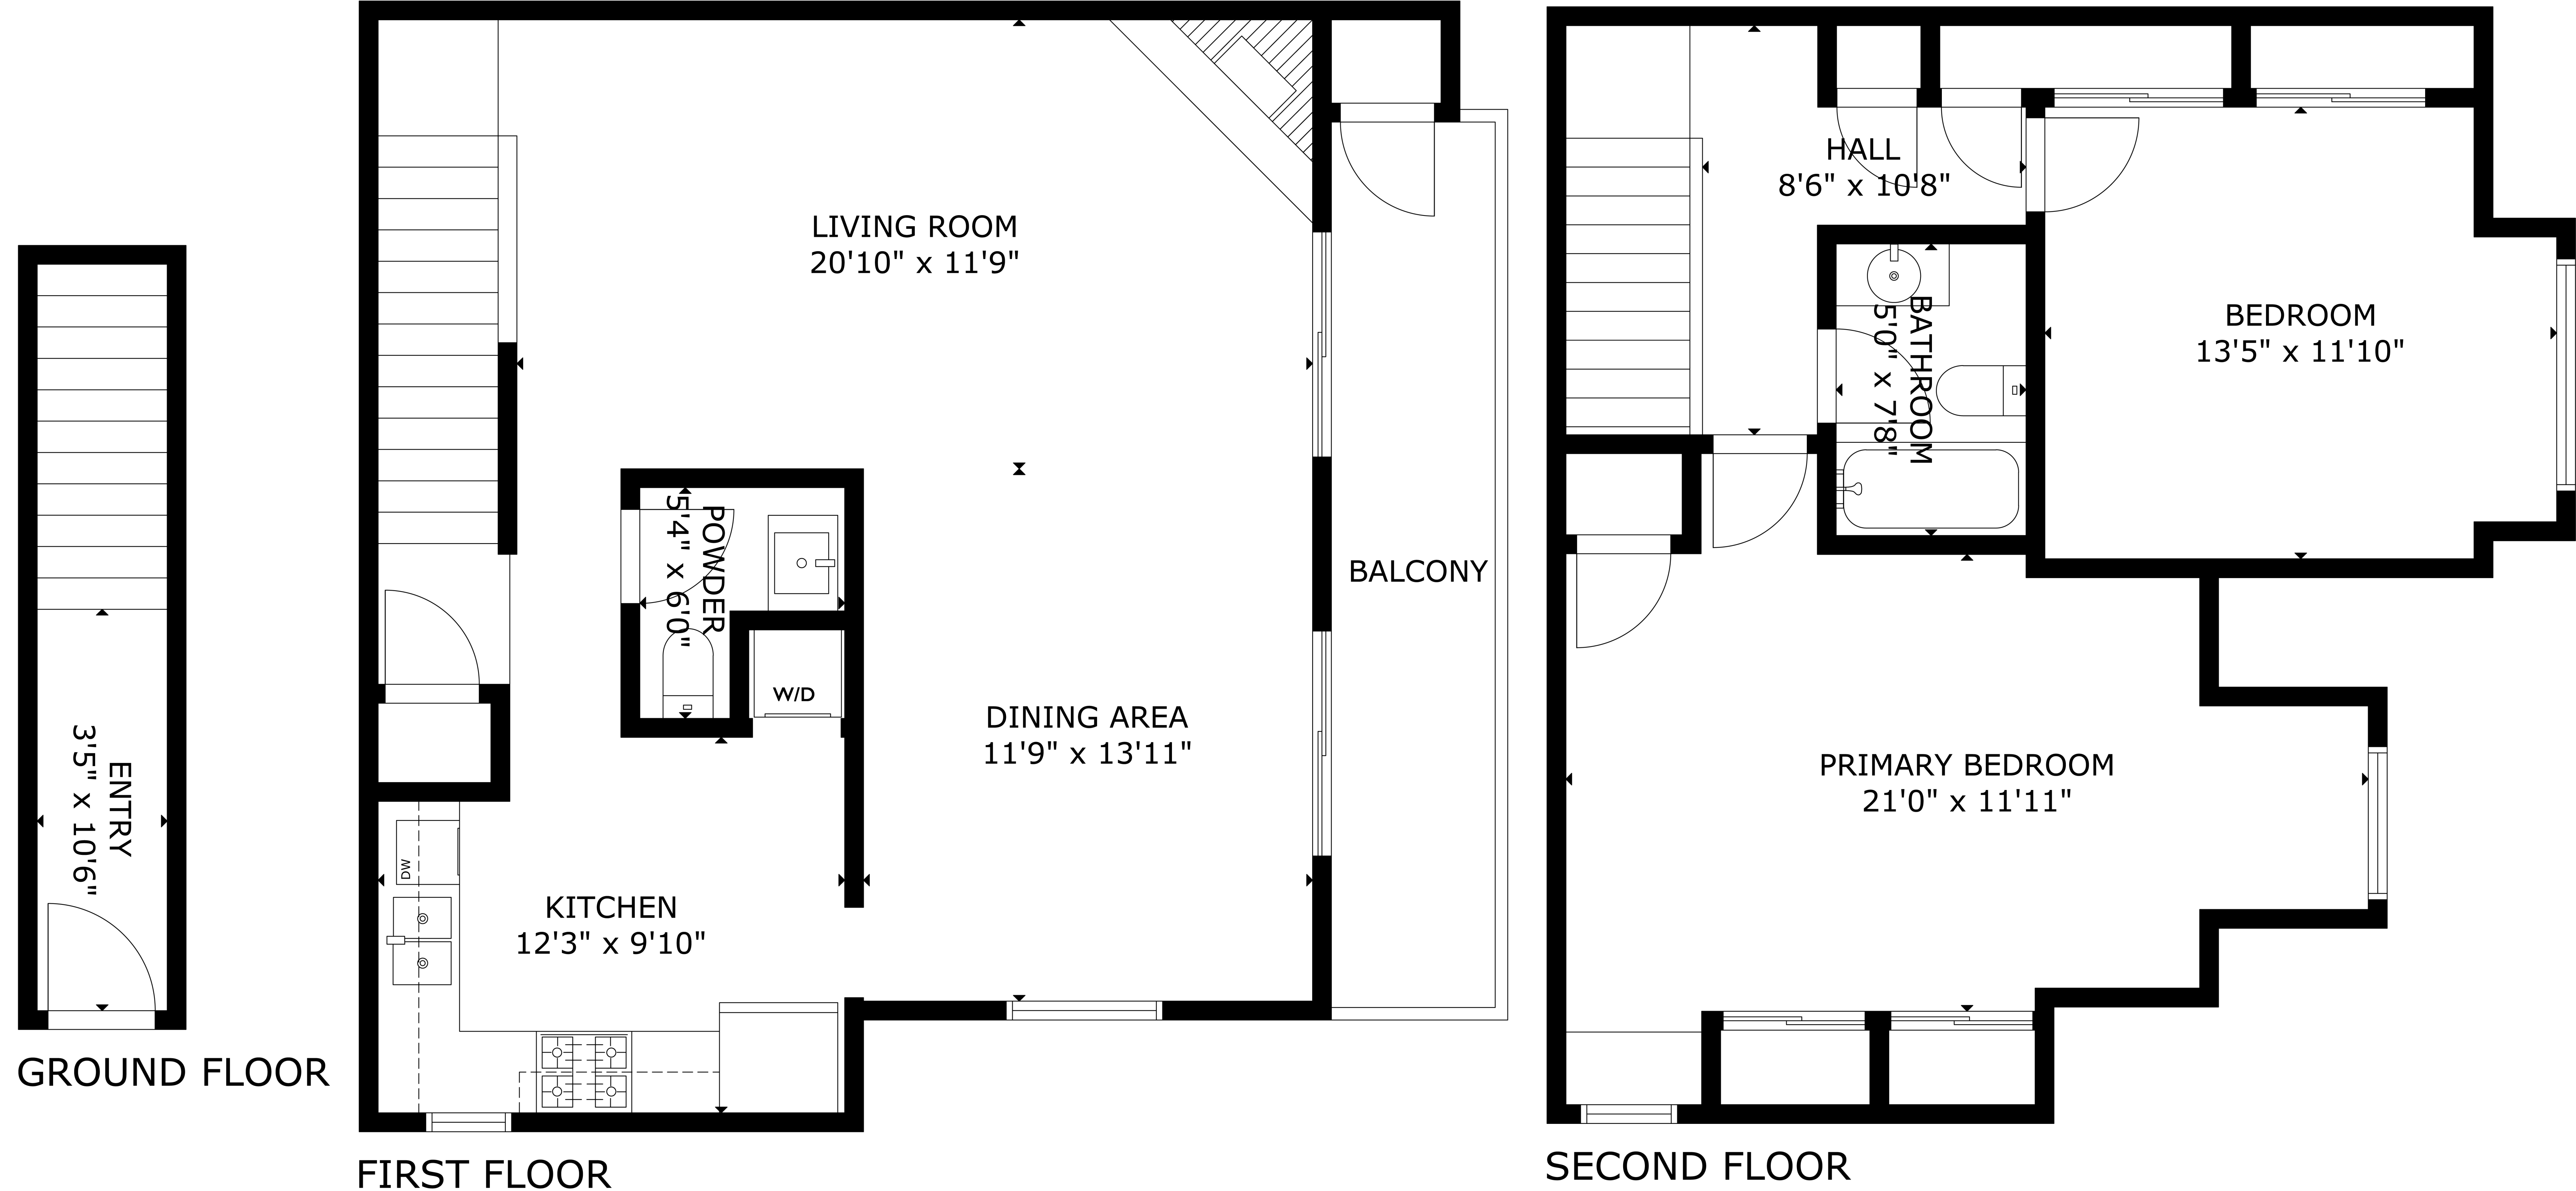 ENTRY
3'5" x 10'6"
GROUND FLOOR
LIVING ROOM
20'10" x 11'9"
POWDER
5'4" x 6'0"
W/D
BALCONY
DINING AREA
11'9" x 13'11"
DW
KITCHEN
12'3" x 9'10"
FIRST FLOOR
HALL
8'6" x 10'8"
BATHROOM
5'0" x 7'8"
BEDROOM
13'5" x 11'10"
PRIMARY BEDROOM
21'0" x 11'11"
SECOND FLOOR